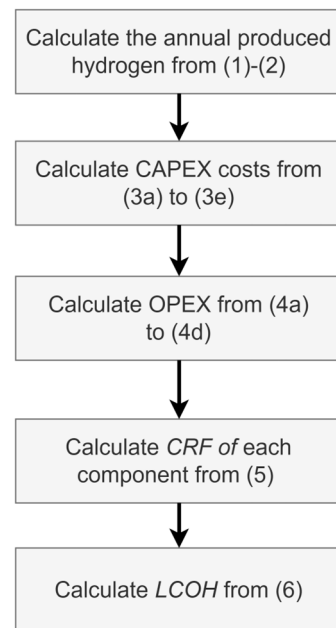 Calculate the annual produced
hydrogen from (1)-(2)
Calculate CAPEX costs from
(3a) to (3e)
Calculate OPEX from (4a)
to (4d)
Calculate CRF of each
component from (5)
Calculate LCOH from (6)